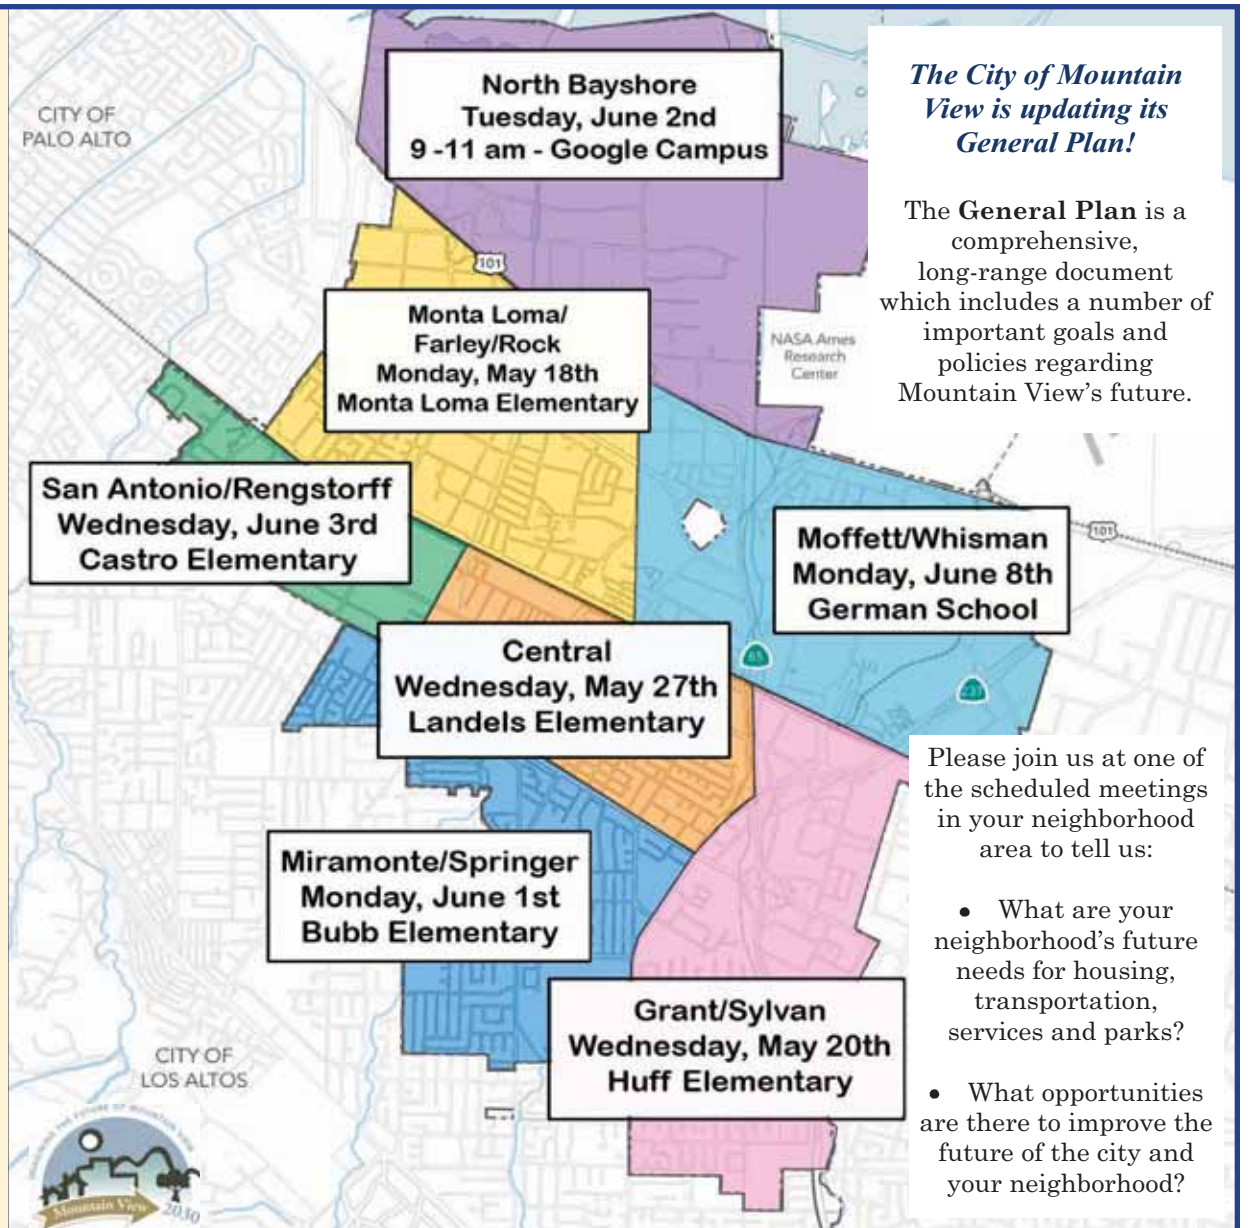 CITY OF
PALO ALTO
North Bayshore
Tuesday, June 2nd
9 -11 am - Google Campus
The City of Mountain
View is updating its
General Plan!
The General Plan is a
comprehensive,
long-range document
which includes a number of
important goals and
policies regarding
Mountain View's future.
101
Monta Loma/
Farley/Rock
Monday, May 18th
Monta Loma Elementary
NASA Ames
Research
Center
San Antonio/Rengstorff
Wednesday, June 3rd
Castro Elementary
Moffett/Whisman
Monday, June 8th
German School
101
Central
Wednesday, May 27th
Landels Elementary
85
237
Please join us at one of
the scheduled meetings
in your neighborhood
area to tell us:
• What are your
neighborhood's future
needs for housing,
transportation,
services and parks?
• What opportunities
are there to improve the
future of the city and
your neighborhood?
Miramonte/Springer
Monday, June 1st
Bubb Elementary
Grant/Sylvan
Wednesday, May 20th
Huff Elementary
CITY OF
LOS ALTOS
THE FUTURE OF MOUNTAIN VIEW
Mountain View
2030